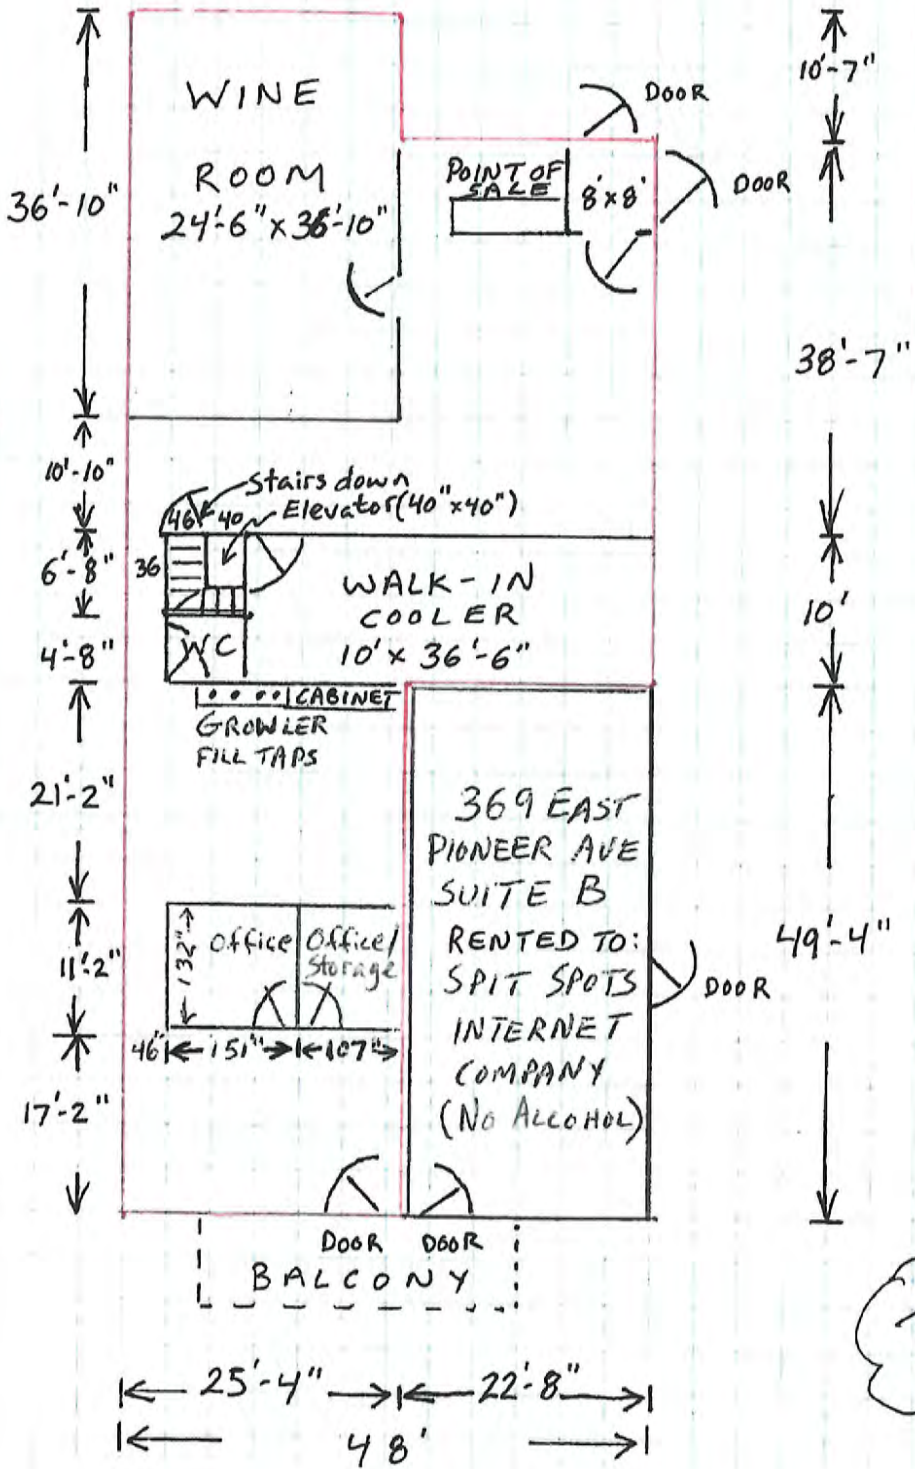 WINE
ROOM
24'-6" x 36'-10"
36'-10"
10'-7"
DOOR
POINT OF
SALE
8'x8'
DOOR
38'-7"
10'-10"
Stairs down
Elevator (40"x40")
46 40
36
6'-8"
4'-8"
WALK-IN
COOLER
10' x 36'-6"
10'
WC
CABINET
GROWLER
FILL TAPS
21'-2"
369 EAST
PIONEER AVE
SUITE B
RENTED TO:
SPIT SPOTS
INTERNET
COMPANY
(NO ALCOHOL)
49'-4"
DOOR
11'-2"
132"
Office
Office/
Storage
46" 151" 107"
17'-2"
DOOR DOOR
BALCONY
25'-4" 22'-8"
48'